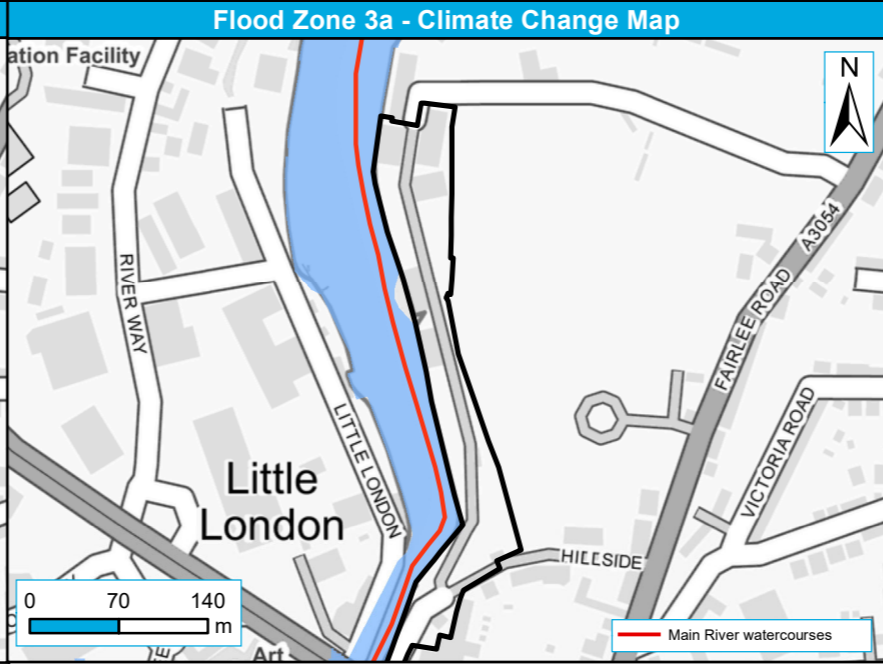 Flood Zone 3a - Climate Change Map
ation Facility
N
A3054
RIVER WAY
FAIRLEE ROAD
VICTORIA ROAD
LITTLE LONDON
Little
London
HILLSIDE
0 70 140
m
Main River watercourses
Art